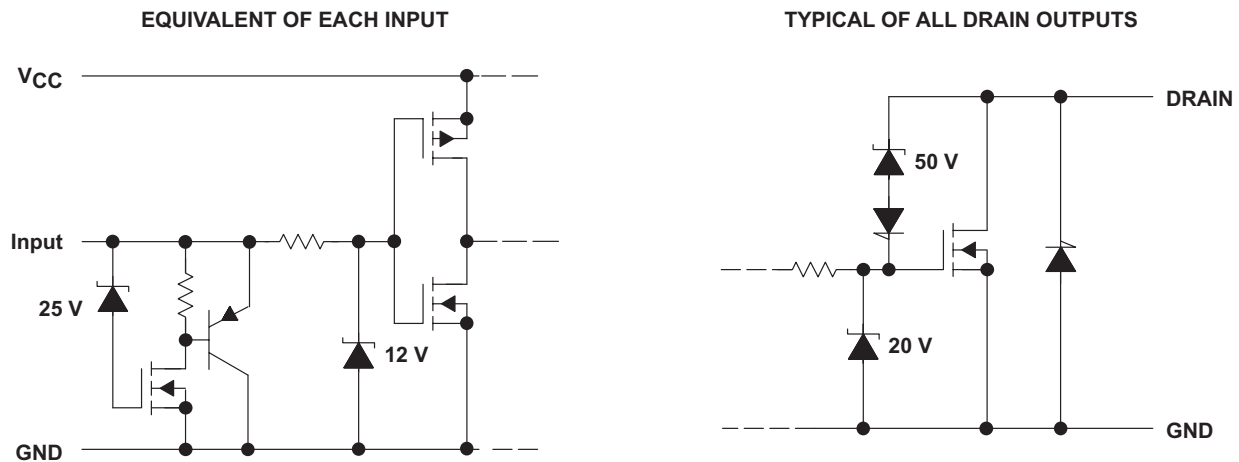 EQUIVALENT OF EACH INPUT
VCC
Input
25 V
12 V
GND
TYPICAL OF ALL DRAIN OUTPUTS
DRAIN
50 V
20 V
GND